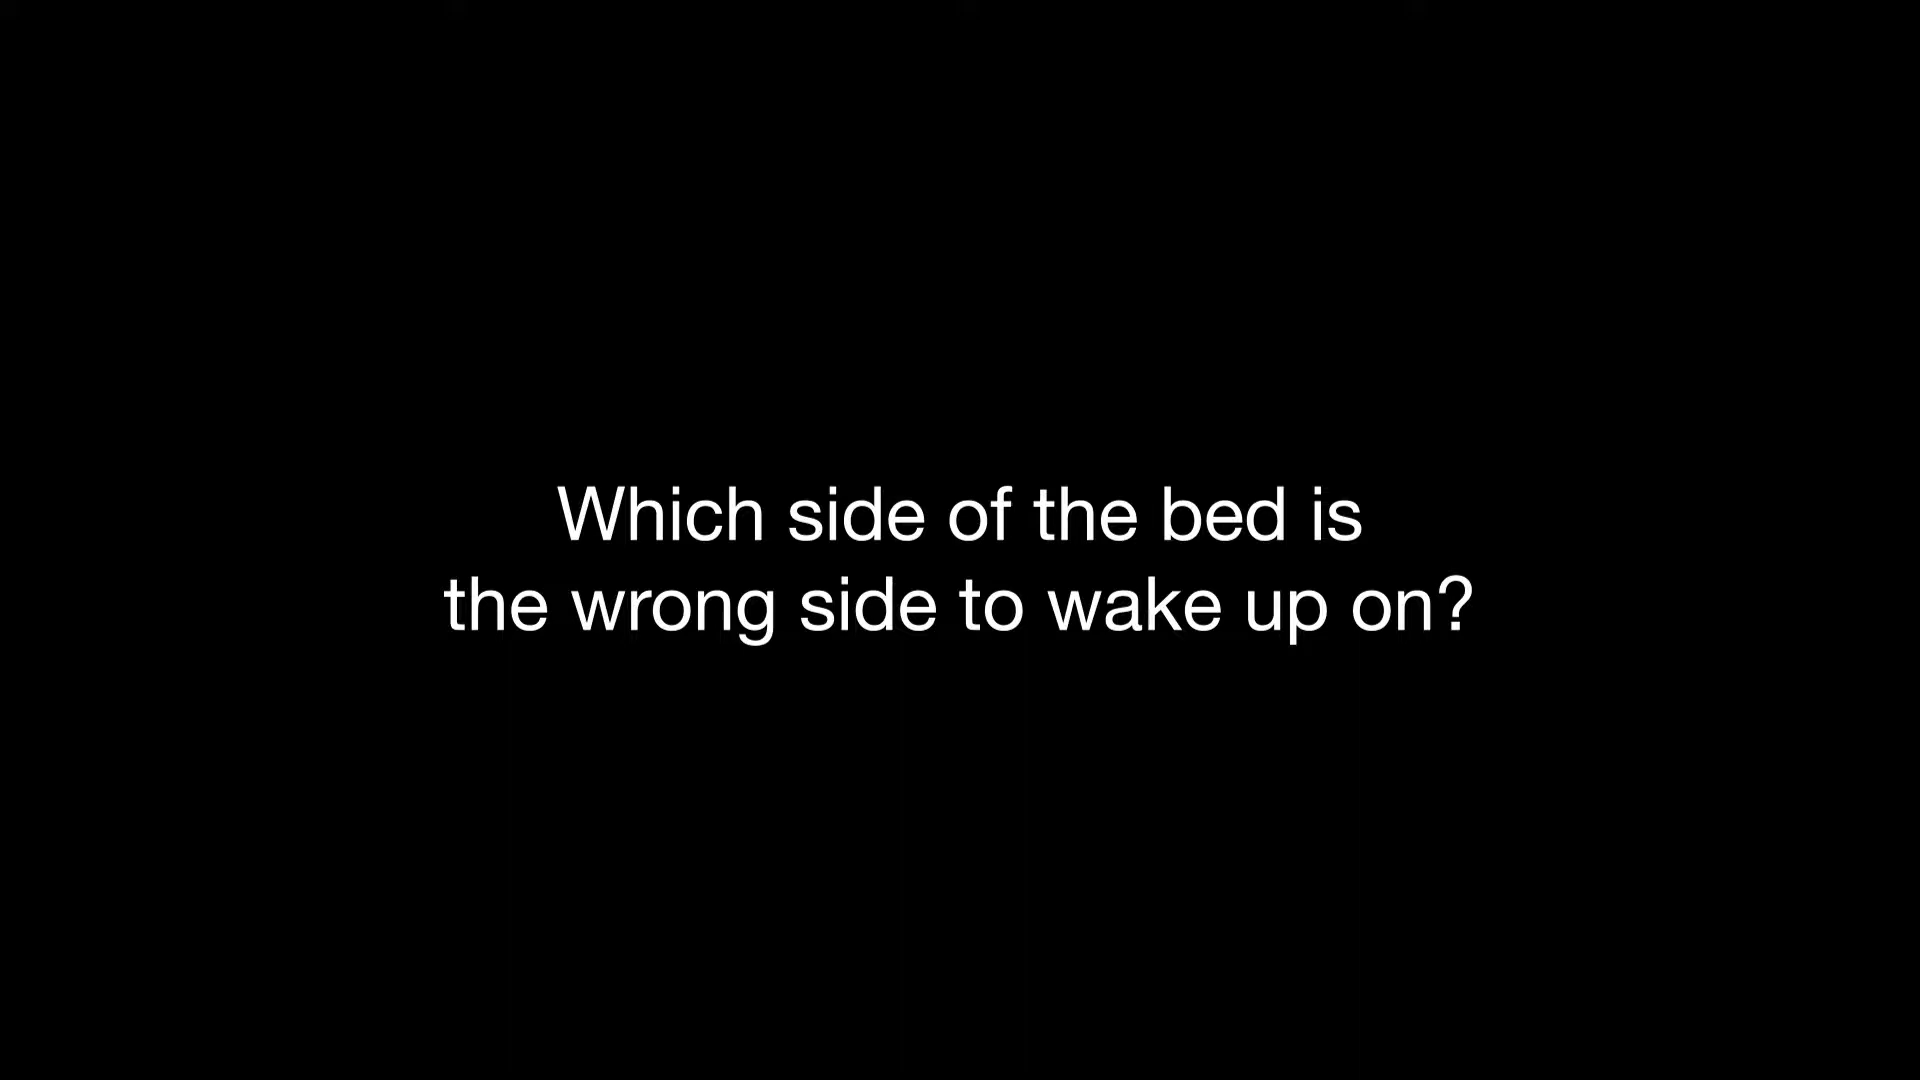 Which side of the bed is
the wrong side to wake up on?